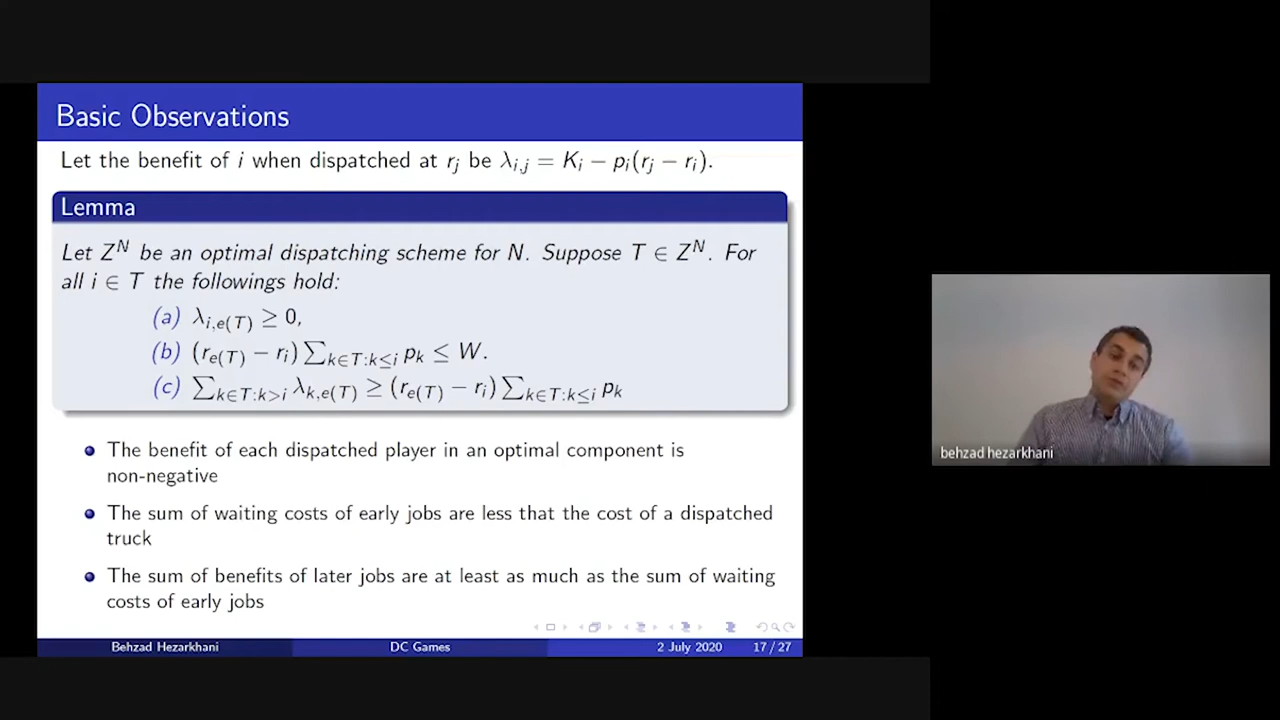 Basic Observations
Let the benefit of i when dispatched at r_j be λ_{i,j} = K_i − p_i(r_j − r_i).
Lemma
Let Z^N be an optimal dispatching scheme for N. Suppose T ∈ Z^N. For
all i ∈ T the followings hold:
(a) λ_{i,e(T)} ≥ 0,
(b) (r_{e(T)} − r_i) ∑_{k∈T:k≤i} p_k ≤ W.
(c) ∑_{k∈T:k>i} λ_{k,e(T)} ≥ (r_{e(T)} − r_i) ∑_{k∈T:k≤i} p_k
The benefit of each dispatched player in an optimal component is
non-negative
The sum of waiting costs of early jobs are less that the cost of a dispatched
truck
The sum of benefits of later jobs are at least as much as the sum of waiting
costs of early jobs
Behzad Hezarkhani DC Games 2 July 2020 17 / 27
behzad hezarkhani